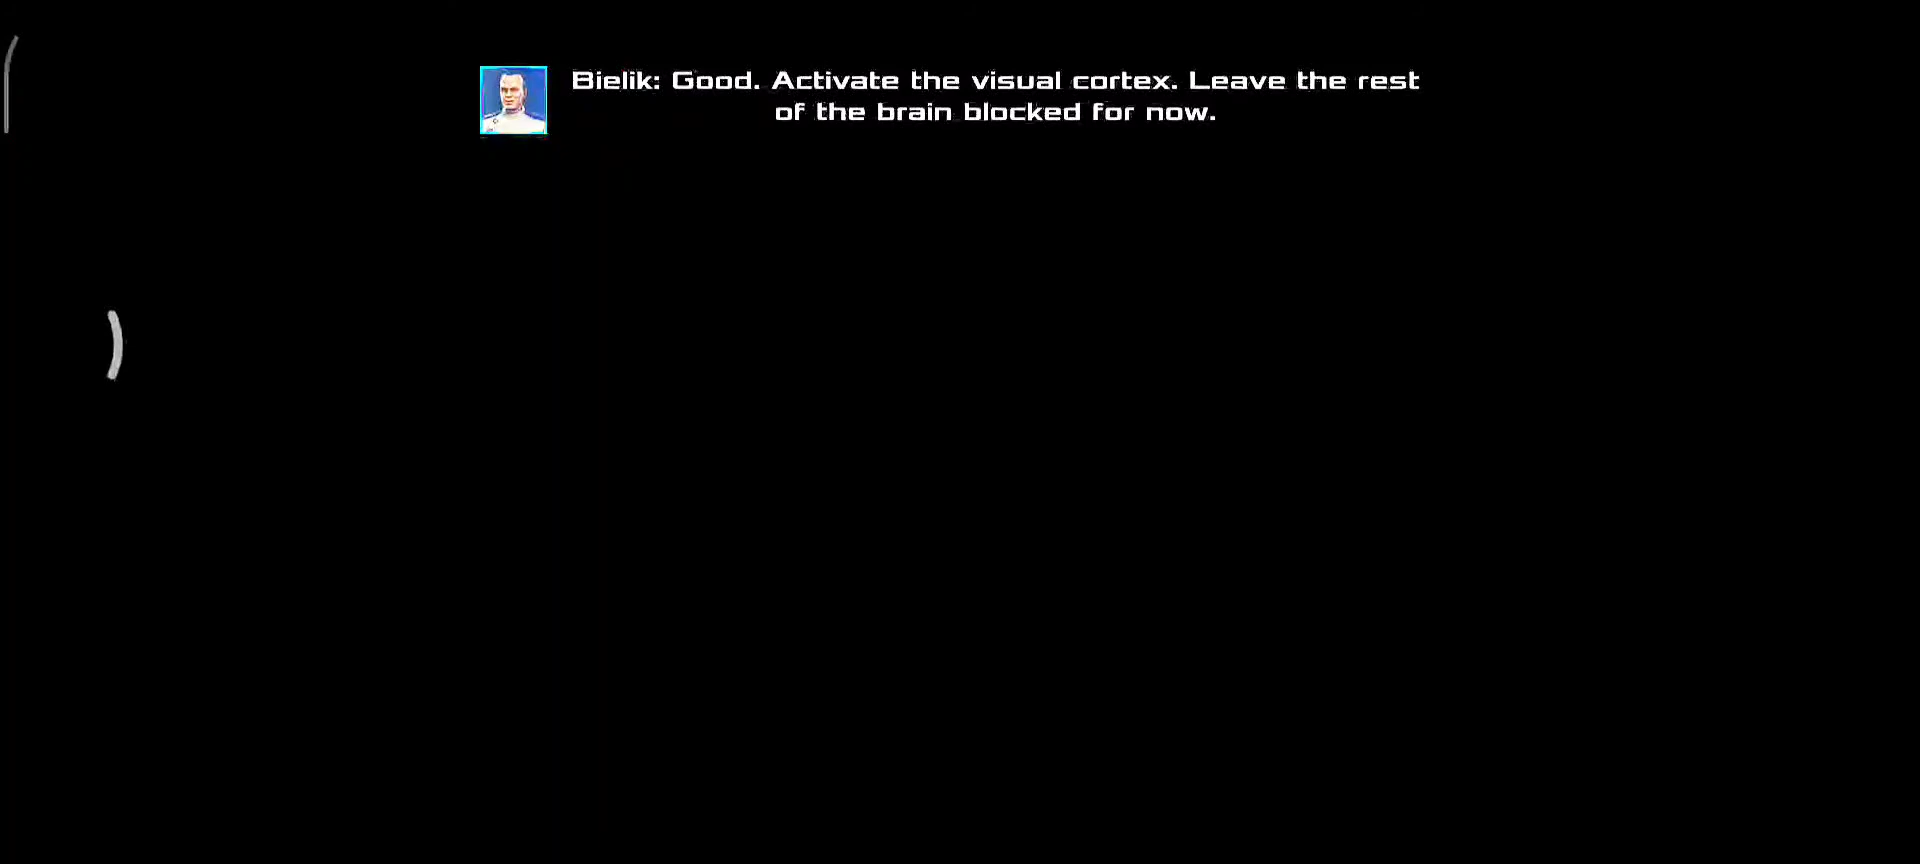 Bielik: Good. Activate the visual cortex. Leave the rest
of the brain blocked for now.